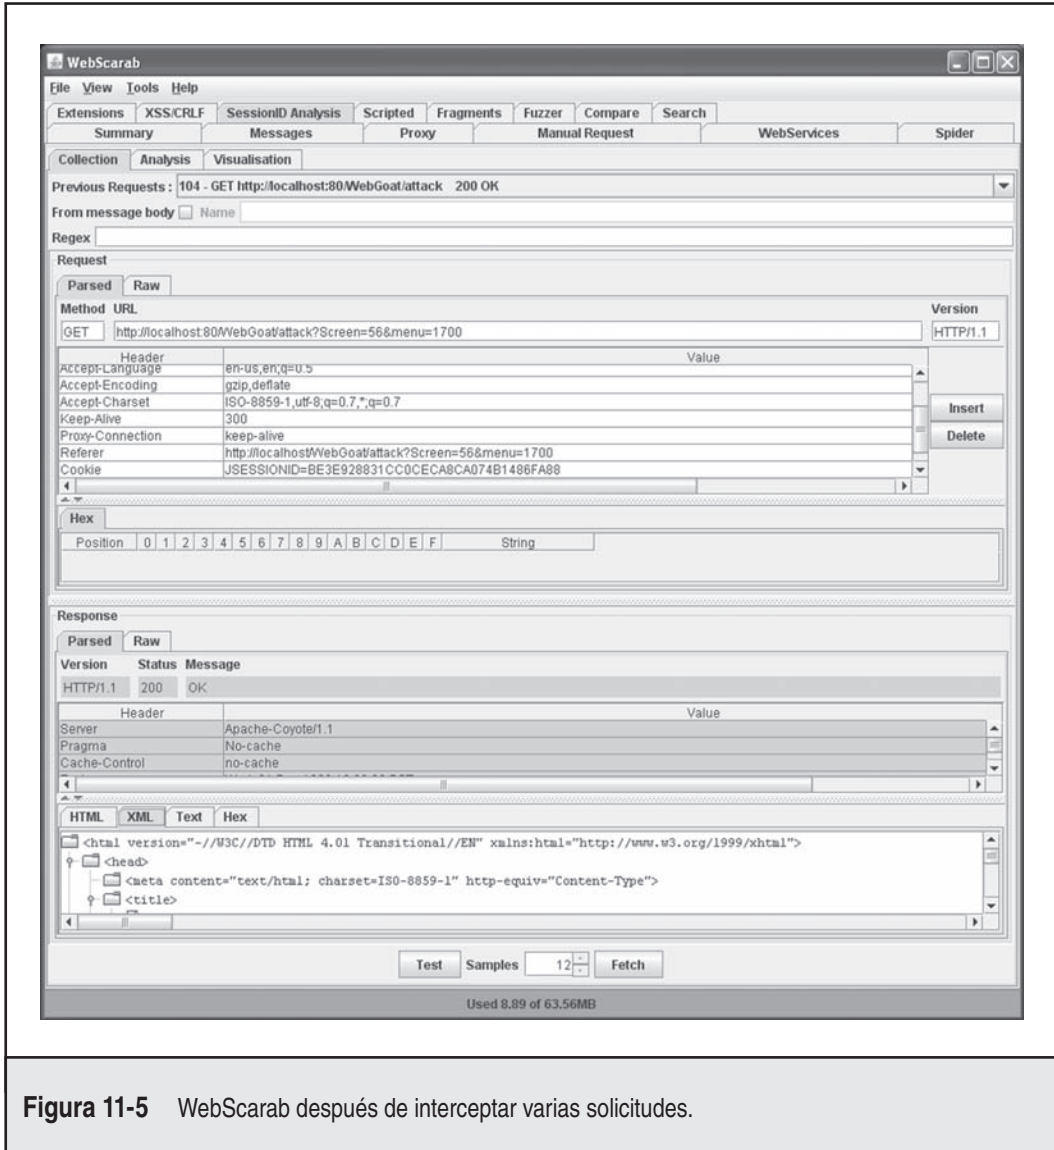 WebScarab
File View Tools Help
Extensions XSS/CRLF SessionID Analysis Scripted Fragments Fuzzer Compare Search
Summary Messages Proxy Manual Request WebServices Spider
Collection Analysis Visualisation
Previous Requests : 104 - GET http://localhost:80/WebGoat/attack 200 OK
From message body Name
Regex
Request
Parsed Raw
Method URL Version
GET http://localhost:80/WebGoat/attack?Screen=56&menu=1700 HTTP/1.1
Header Value
Accept-Language en-us,en;q=0.5
Accept-Encoding gzip,deflate
Accept-Charset ISO-8859-1,utf-8;q=0.7,*;q=0.7
Keep-Alive 300
Proxy-Connection keep-alive
Referer http://localhost/WebGoat/attack?Screen=56&menu=1700
Cookie JSESSIONID=BE3E928831CC0CECA8CA074B1486FA88
Insert
Delete
Hex
Position 0 1 2 3 4 5 6 7 8 9 A B C D E F String
Response
Parsed Raw
Version Status Message
HTTP/1.1 200 OK
Header Value
Server Apache-Coyote/1.1
Pragma No-cache
Cache-Control no-cache
HTML XML Text Hex
<html version="-//W3C//DTD HTML 4.01 Transitional//EN" xmlns:html="http://www.w3.org/1999/xhtml">
<head>
<meta content="text/html; charset=ISO-8859-1" http-equiv="Content-Type">
<title>
Test Samples 12 Fetch
Used 8.89 of 63.56MB
Figura 11-5 WebScarab después de interceptar varias solicitudes.